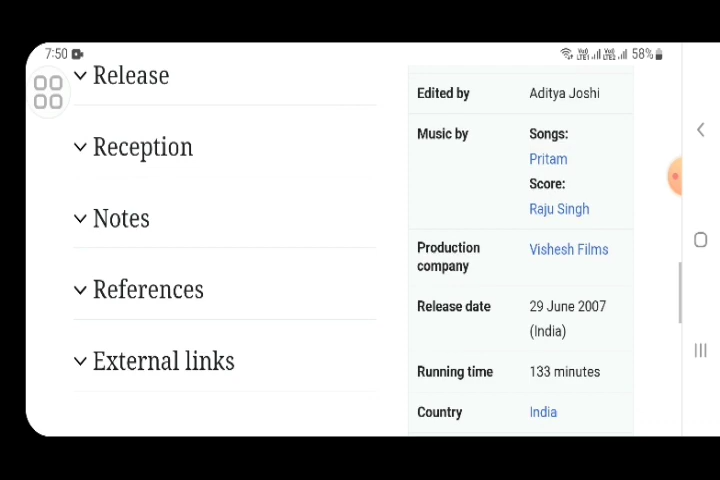 7:50
58%
Release
Reception
Notes
References
External links
Edited by Aditya Joshi
Music by Songs:
Pritam
Score:
Raju Singh
Production company Vishesh Films
Release date 29 June 2007
(India)
Running time 133 minutes
Country India